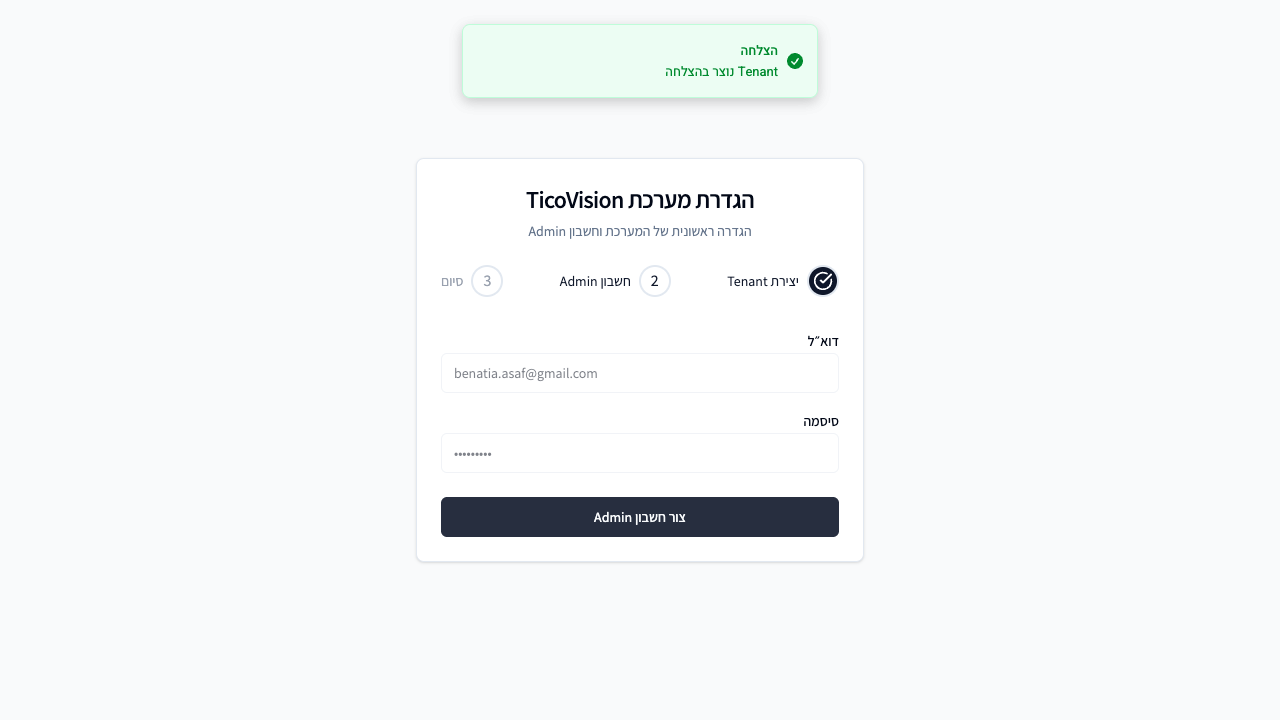 הצלחה
Tenant נוצר בהצלחה
הגדרת מערכת TicoVision
הגדרה ראשונית של המערכת וחשבון Admin
יצירת Tenant
2 חשבון Admin
3 סיום
דוא״ל
benatia.asaf@gmail.com
סיסמה
•••••••••
צור חשבון Admin